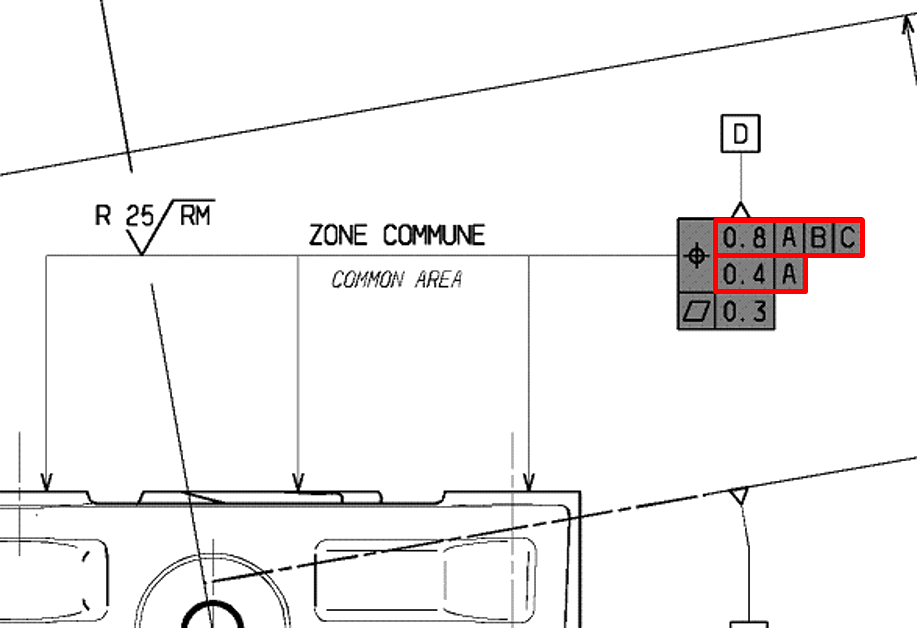 D
R 25 RM
ZONE COMMUNE
COMMON AREA
⌖ 0.8 A B C
0.4 A
⏥ 0.3